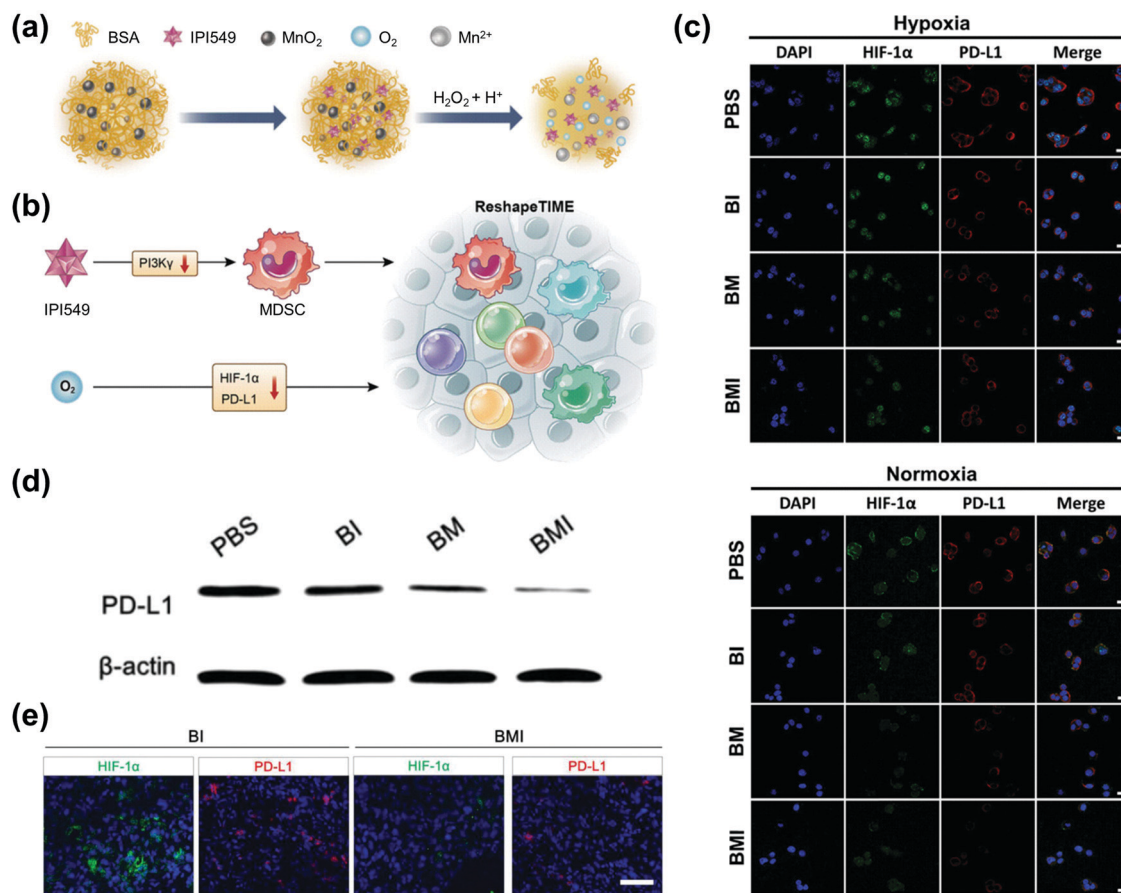 (a)
BSA IPI549 MnO₂ O₂ Mn²⁺
H₂O₂ + H⁺
(b)
ReshapeTIME
PI3Kγ
IPI549
MDSC
O₂
HIF-1α
PD-L1
(c)
Hypoxia
DAPI HIF-1α PD-L1 Merge
PBS
BI
BM
BMI
Normoxia
DAPI HIF-1α PD-L1 Merge
PBS
BI
BM
BMI
(d)
PBS BI BM BMI
PD-L1
β-actin
(e)
BI BMI
HIF-1α PD-L1 HIF-1α PD-L1